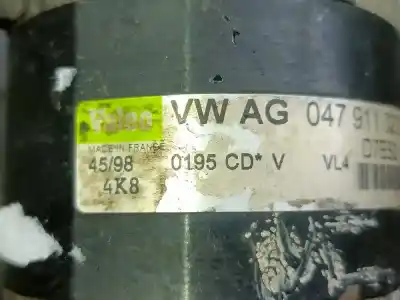 Valeo VW AG 047 911
MADE IN FRANCE
45/98 0195 CD* V VL4
4K8